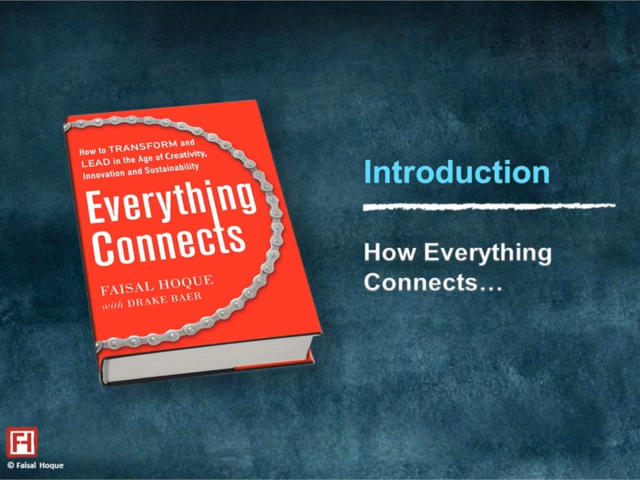 How to TRANSFORM and
LEAD in the Age of Creativity,
Innovation and Sustainability
Everything
Connects
FAISAL HOQUE
with DRAKE BAER
Introduction
How Everything
Connects…
FH
© Faisal Hoque